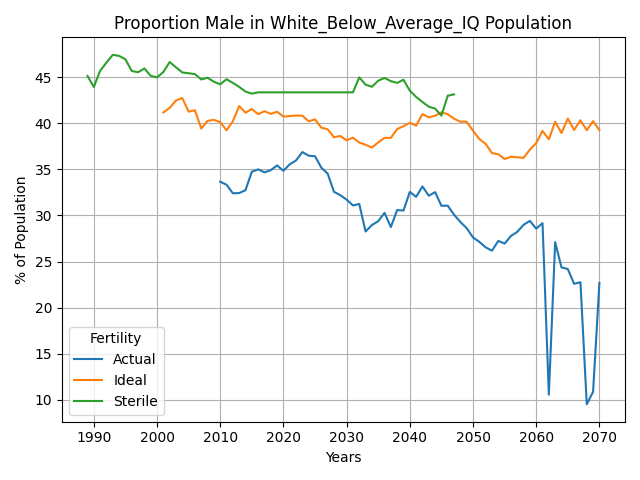 Proportion Male in White_Below_Average_IQ Population
% of Population
45
40
35
30
25
20
15
10
Fertility
Actual
Ideal
Sterile
1990 2000 2010 2020 2030 2040 2050 2060 2070
Years